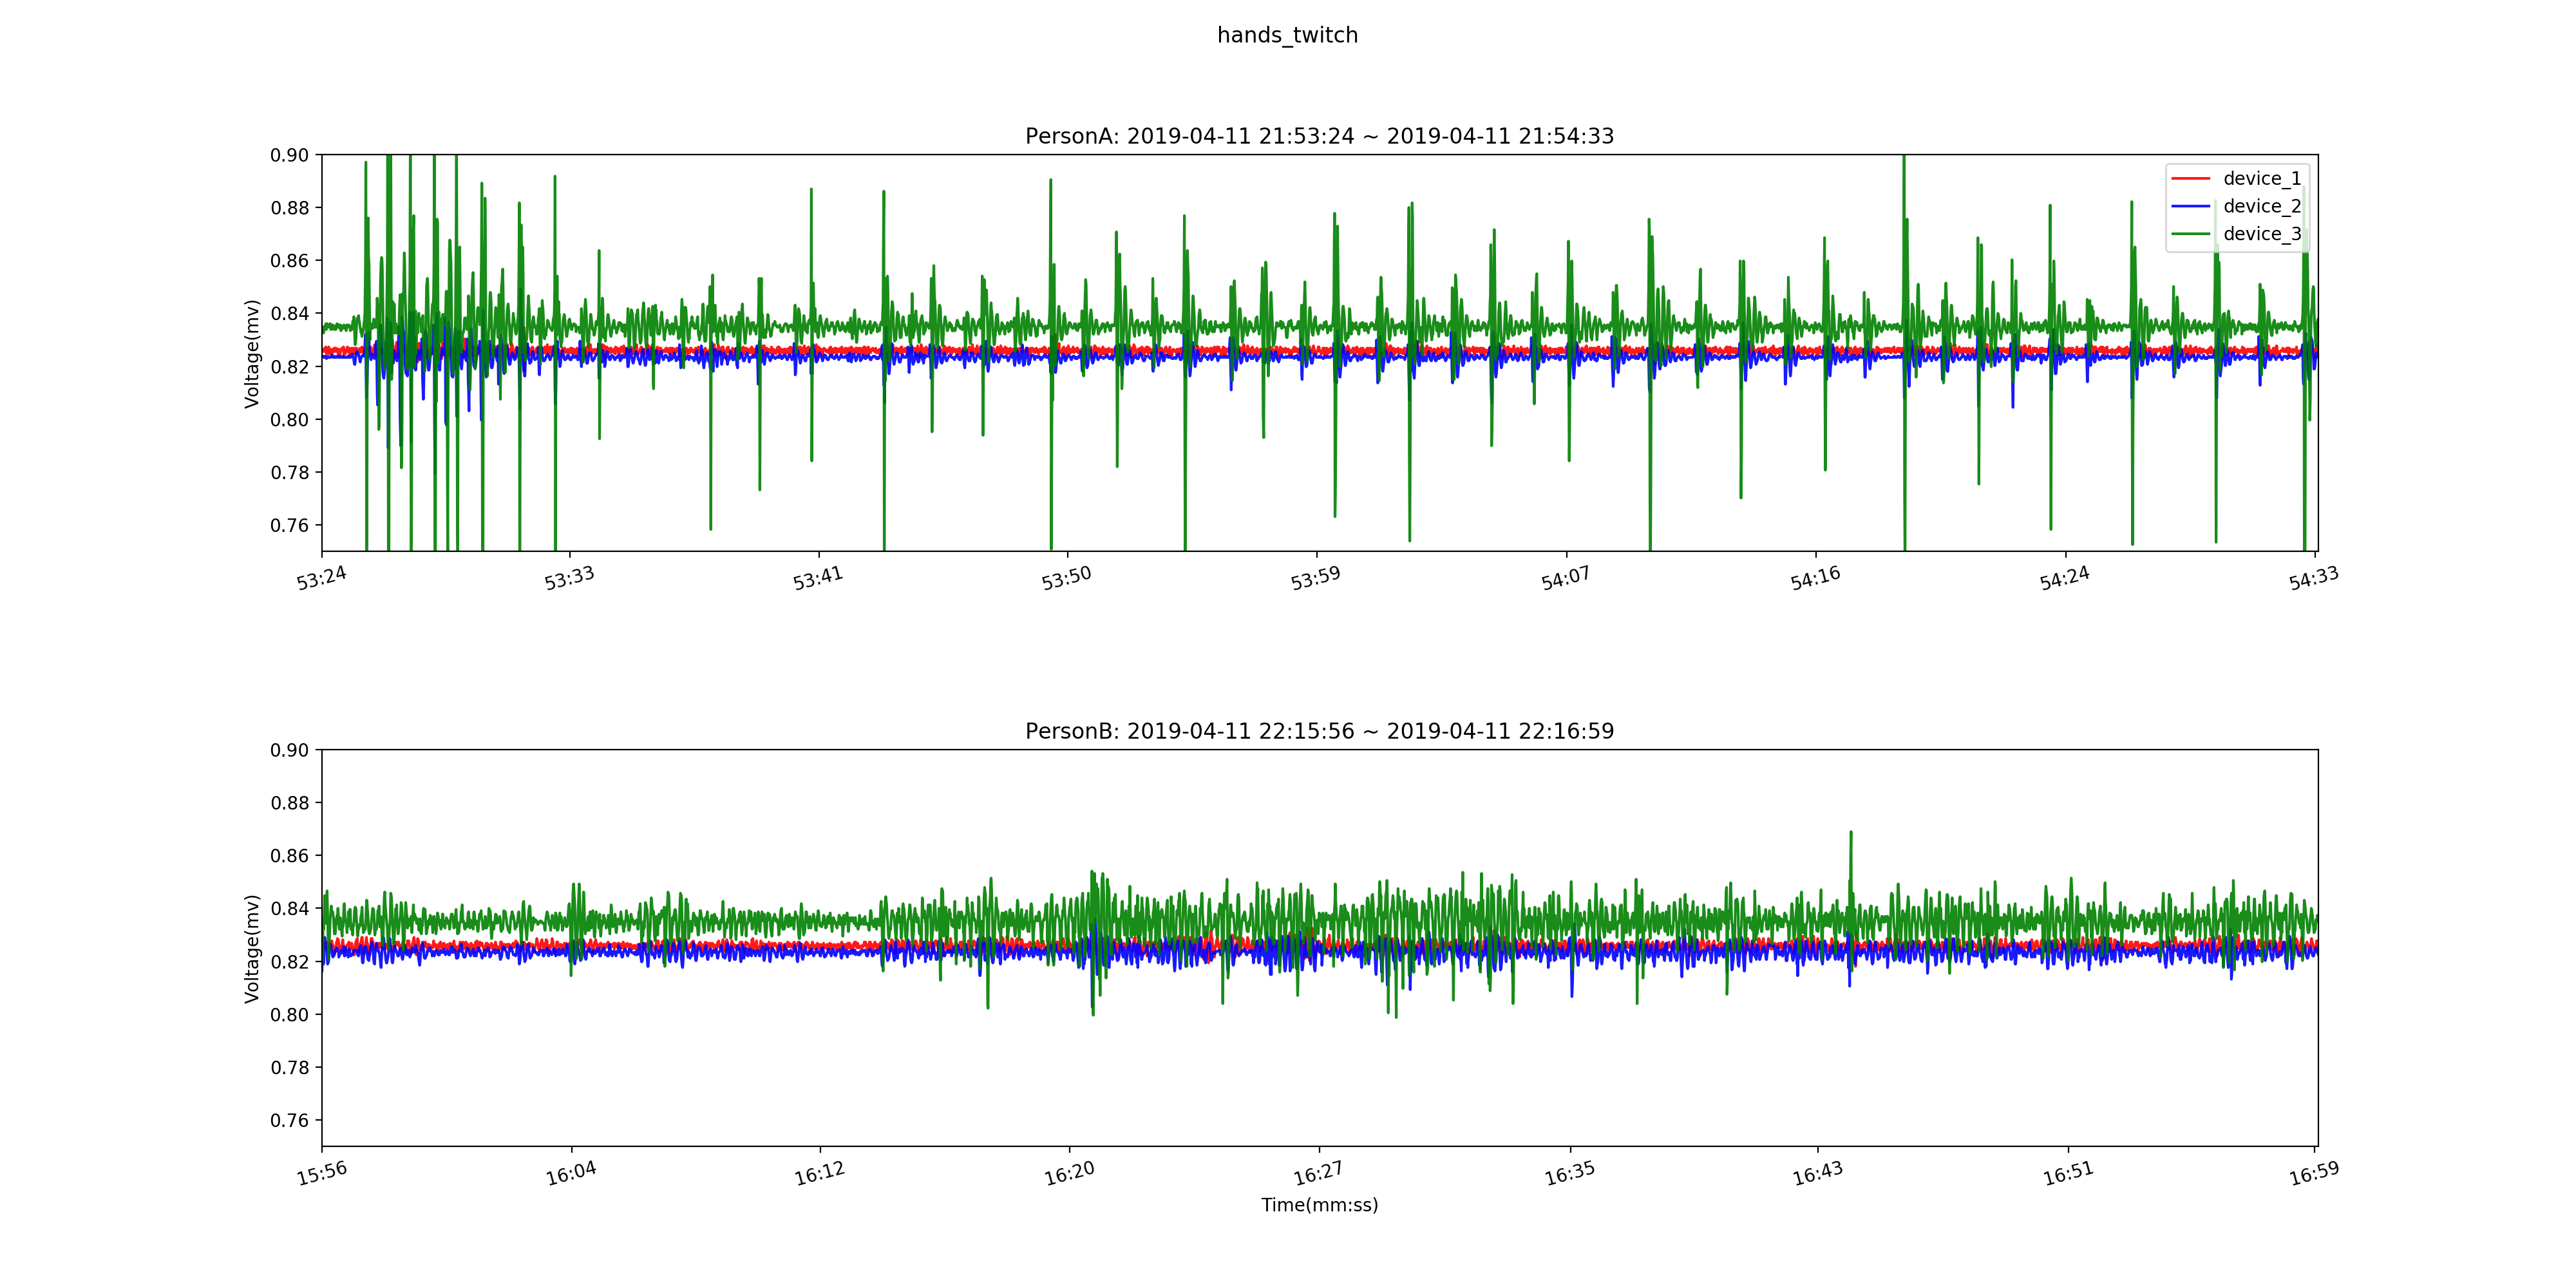 hands_twitch
PersonA: 2019-04-11 21:53:24 ~ 2019-04-11 21:54:33
Voltage(mv)
0.90
0.88
0.86
0.84
0.82
0.80
0.78
0.76
device_1
device_2
device_3
53:24 53:33 53:41 53:50 53:59 54:07 54:16 54:24 54:33
PersonB: 2019-04-11 22:15:56 ~ 2019-04-11 22:16:59
Voltage(mv)
0.90
0.88
0.86
0.84
0.82
0.80
0.78
0.76
15:56 16:04 16:12 16:20 16:27 16:35 16:43 16:51 16:59
Time(mm:ss)